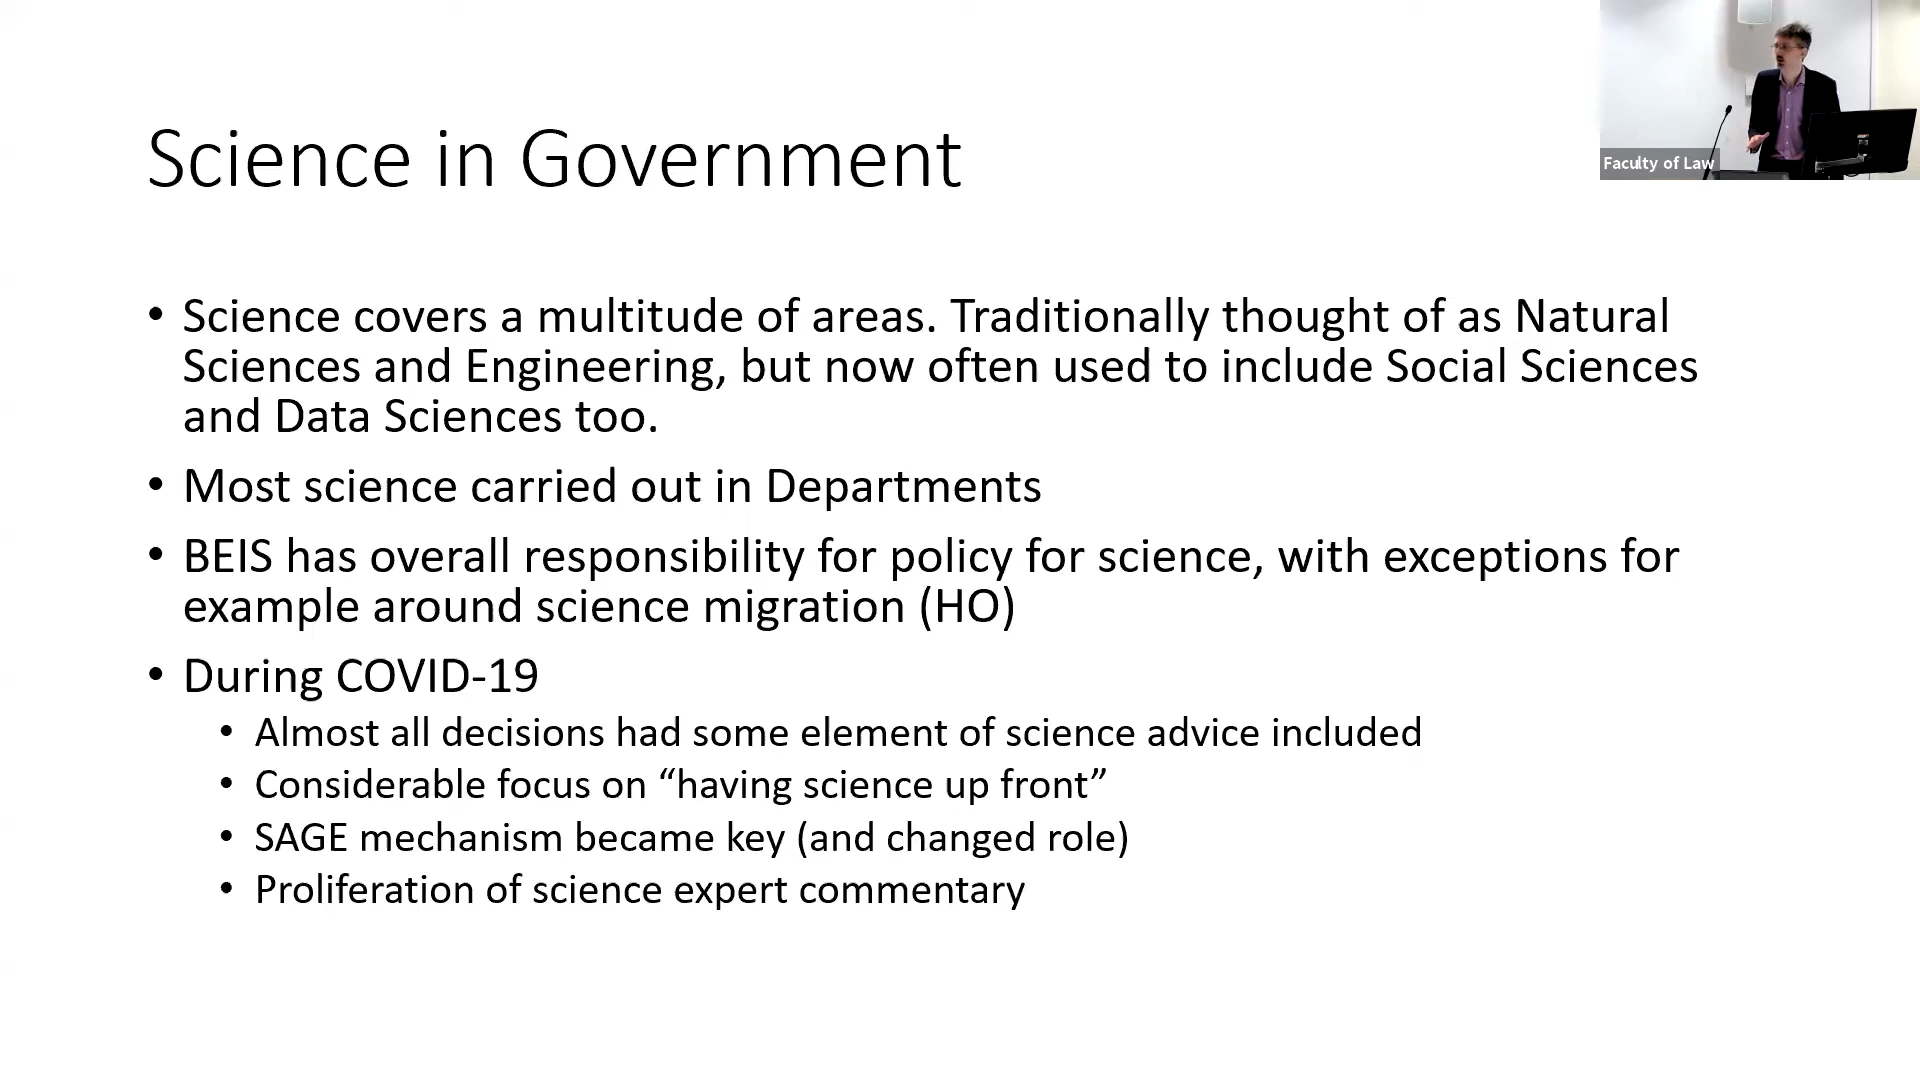 Science in Government
Faculty of Law
• Science covers a multitude of areas. Traditionally thought of as Natural
Sciences and Engineering, but now often used to include Social Sciences
and Data Sciences too.
• Most science carried out in Departments
• BEIS has overall responsibility for policy for science, with exceptions for
example around science migration (HO)
• During COVID-19
• Almost all decisions had some element of science advice included
• Considerable focus on “having science up front”
• SAGE mechanism became key (and changed role)
• Proliferation of science expert commentary